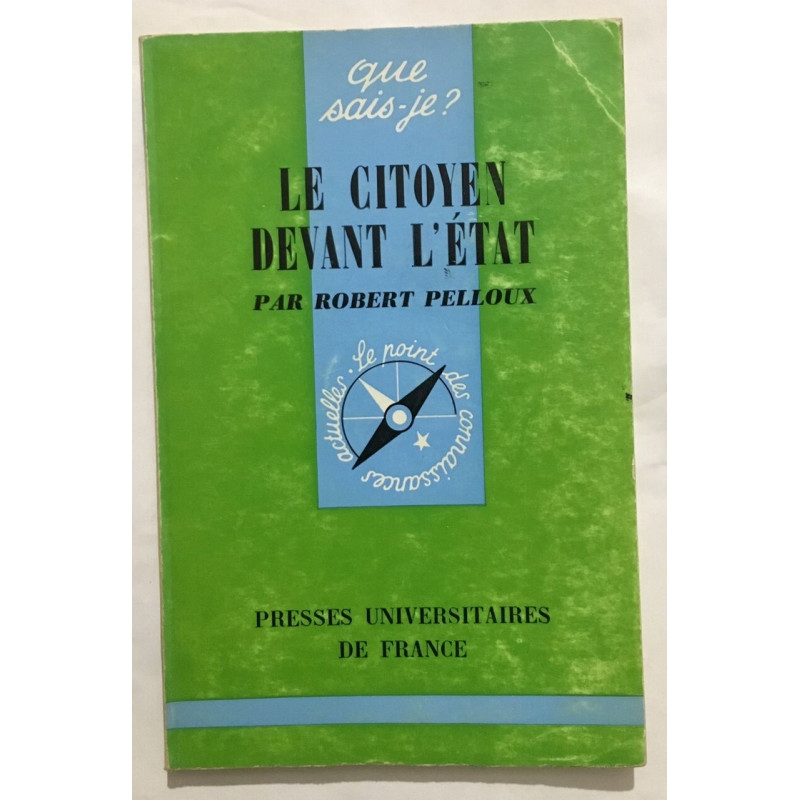 que
sais-je?
LE CITOYEN
DEVANT L'ÉTAT
PAR ROBERT PELLOUX
Le point des connaissances actuelles.
PRESSES UNIVERSITAIRES
DE FRANCE